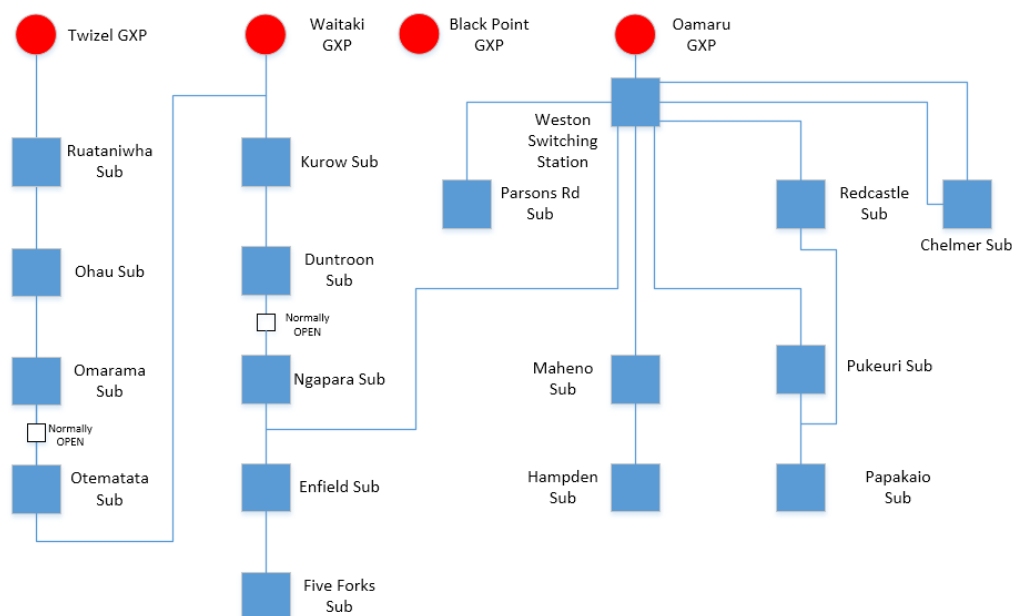 Twizel GXP
Waitaki
GXP
Black Point
GXP
Oamaru
GXP
Ruataniwha
Sub
Kurow Sub
Weston
Switching
Station
Parsons Rd
Sub
Redcastle
Sub
Chelmer Sub
Ohau Sub
Duntroon
Sub
Normally
OPEN
Omarama
Sub
Ngapara Sub
Maheno
Sub
Pukeuri Sub
Normally
OPEN
Otematata
Sub
Enfield Sub
Hampden
Sub
Papakaio
Sub
Five Forks
Sub